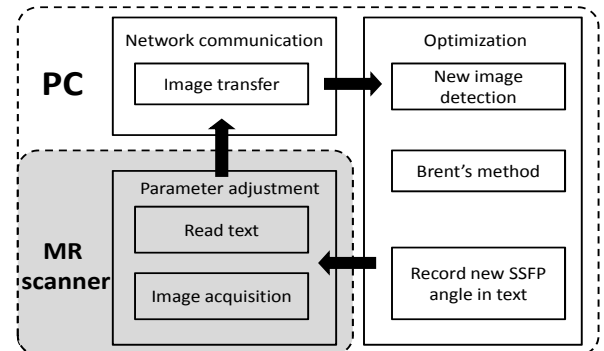 PC
Network communication
Image transfer
Optimization
New image
detection
Brent's method
Record new SSFP
angle in text
MR
scanner
Parameter adjustment
Read text
Image acquisition